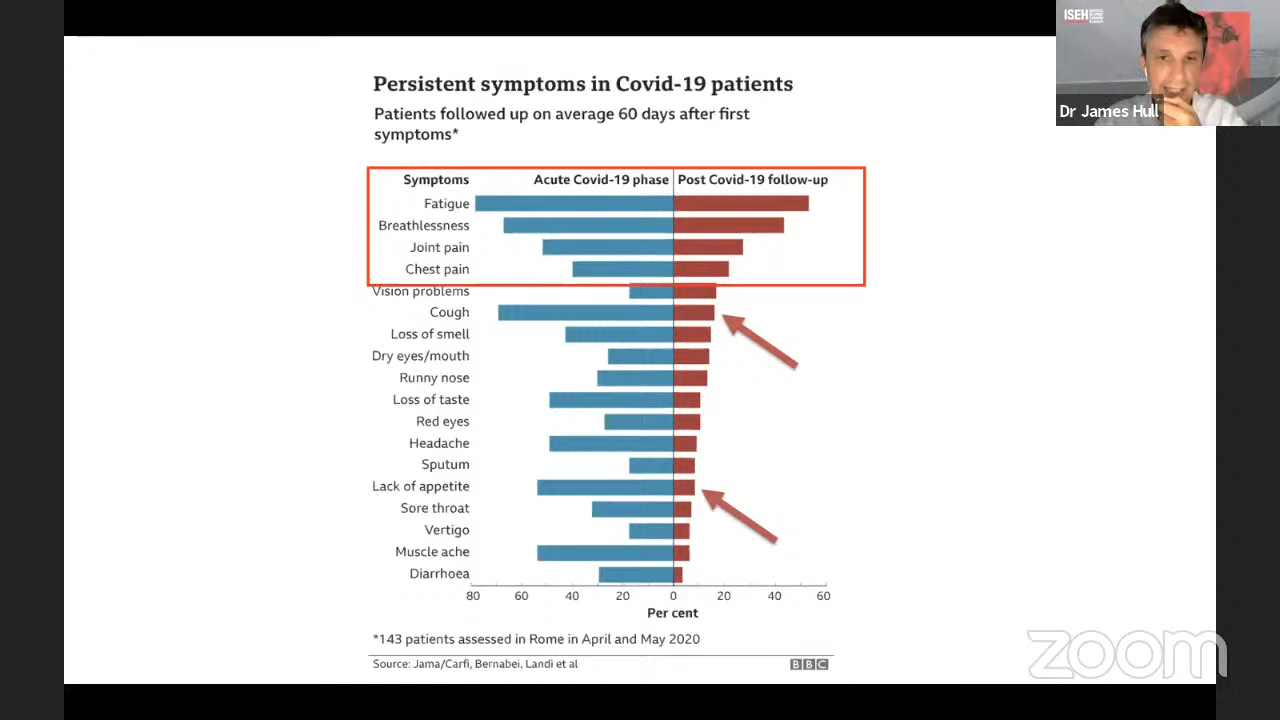 ISEH
Dr James Hull
Persistent symptoms in Covid-19 patients
Patients followed up on average 60 days after first
symptoms*
Symptoms Acute Covid-19 phase Post Covid-19 follow-up
Fatigue
Breathlessness
Joint pain
Chest pain
Vision problems
Cough
Loss of smell
Dry eyes/mouth
Runny nose
Loss of taste
Red eyes
Headache
Sputum
Lack of appetite
Sore throat
Vertigo
Muscle ache
Diarrhoea
80 60 40 20 0 20 40 60
Per cent
*143 patients assessed in Rome in April and May 2020
Source: Jama/Carfi, Bernabei, Landi et al
BBC
zoom